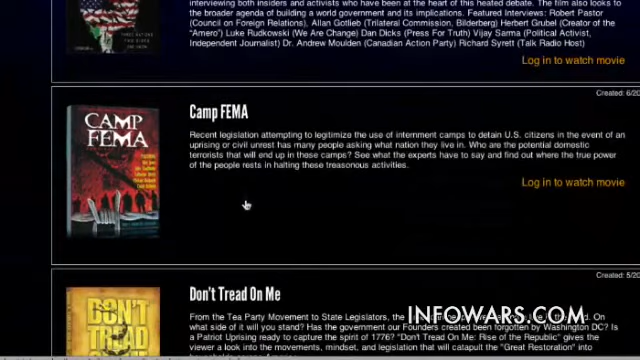 interviewing both insiders and activists who have been at the heart of this heated debate. The film also looks to
the broader agenda of building a world government and its implications. Featured Interviews: Robert Pastor
(Council on Foreign Relations), Allan Gotlieb (Trilateral Commission, Bilderberg) Herbert Grubel (Creator of the
"Amero") Luke Rudkowski (We Are Change) Dan Dicks (Press For Truth) Vijay Sarma (Political Activist,
Independent Journalist) Dr. Andrew Moulden (Canadian Action Party) Richard Syrett (Talk Radio Host)
Log in to watch movie
Created: 6/20
CAMP
FEMA
Camp FEMA
Recent legislation attempting to legitimize the use of internment camps to detain U.S. citizens in the event of an
uprising or civil unrest has many people asking what nation they live in. Who are the potential domestic
terrorists that will end up in these camps? See what the experts have to say and find out where the true power
of the people rests in halting these treasonous activities.
Log in to watch movie
Created: 5/20
DON'T
TREAD
Don't Tread On Me
From the Tea Party Movement to State Legislators, the
what side of it will you stand? Has the government our Founders created been forgotten by Washington DC? Is
a Patriot Uprising ready to capture the spirit of 1776? "Don't Tread On Me: Rise of the Republic" gives the
viewer a look into the movements, mindset, and legislation that will catapult the "Great Restoration" into
INFOWARS.COM